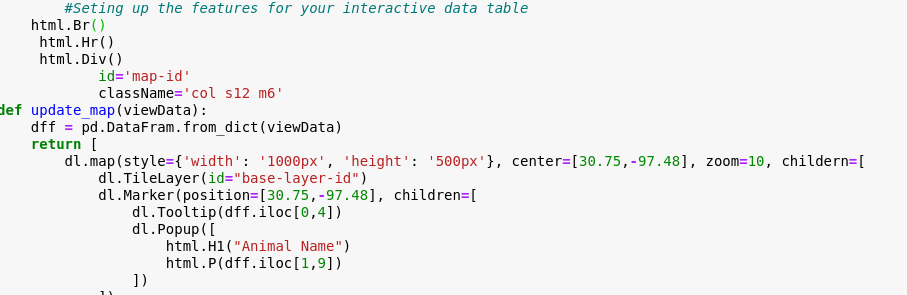 #Seting up the features for your interactive data table
html.Br()
html.Hr()
html.Div()
id='map-id'
className='col s12 m6'
def update_map(viewData):
dff = pd.DataFram.from_dict(viewData)
return [
dl.map(style={'width': '1000px', 'height': '500px'}, center=[30.75,-97.48], zoom=10, childern=[
dl.TileLayer(id="base-layer-id")
dl.Marker(position=[30.75,-97.48], children=[
dl.Tooltip(dff.iloc[0,4])
dl.Popup([
html.H1("Animal Name")
html.P(dff.iloc[1,9])
])
])